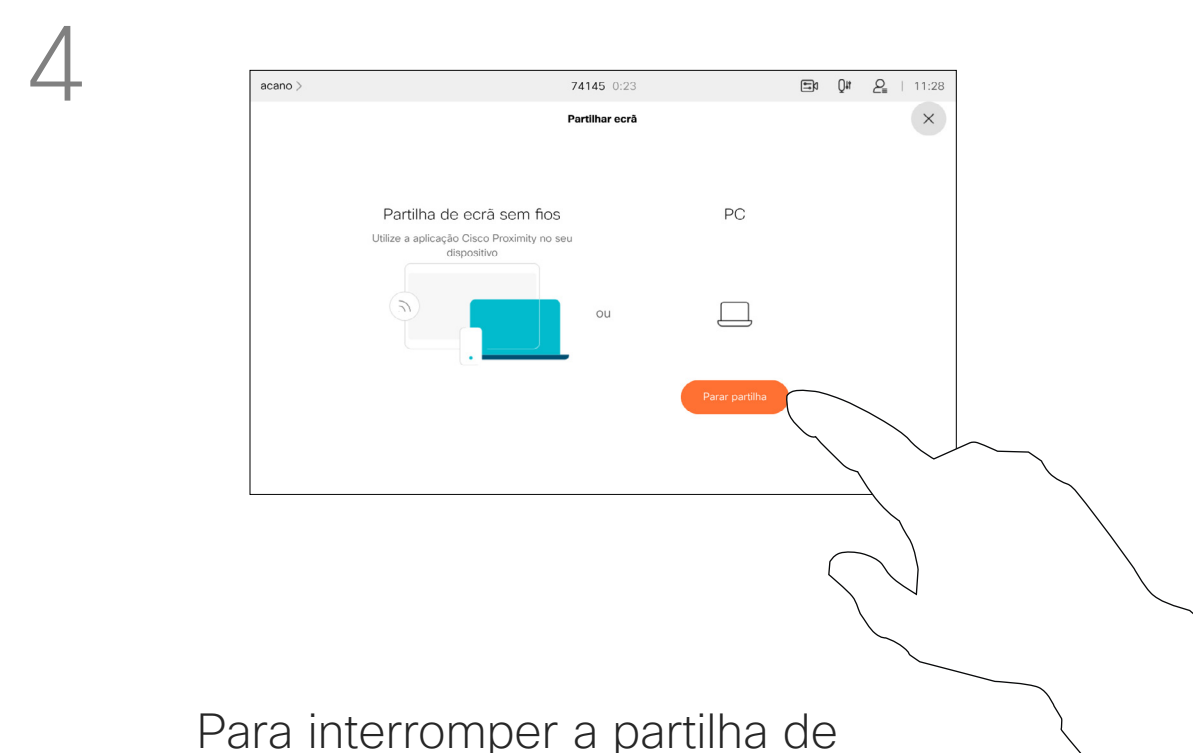 4
acano
74145 0:23
11:28
Partilhar ecrã
Partilha de ecrã sem fios
Utilize a aplicação Cisco Proximity no seu
dispositivo
ou
PC
Parar partilha
Para interromper a partilha de